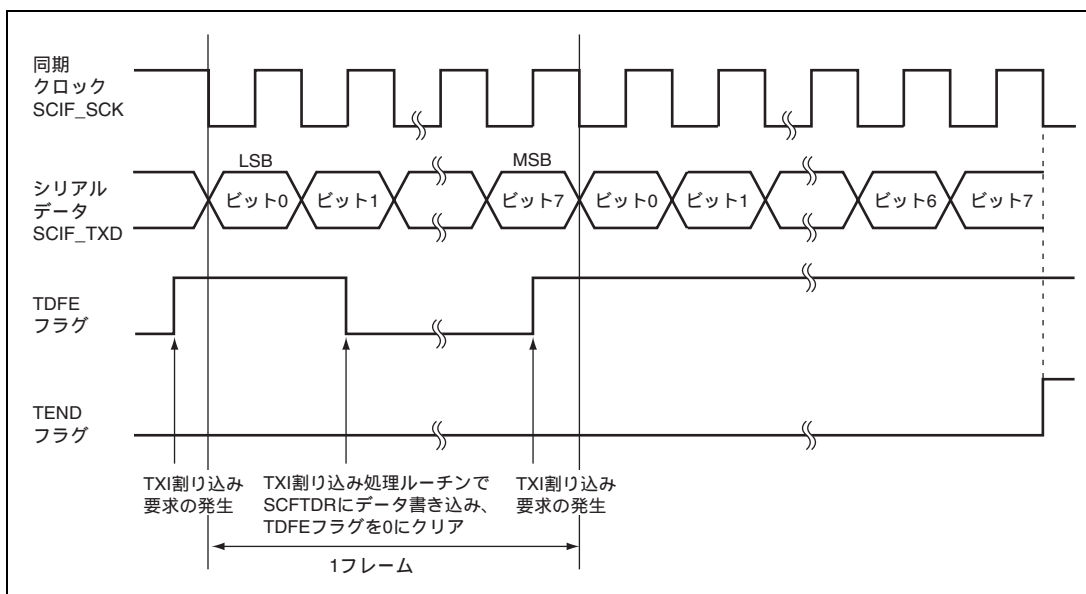 同期
クロック
SCIF_SCK
LSB
MSB
シリアル
データ
SCIF_TXD
ビット0
ビット1
ビット7
ビット0
ビット1
ビット6
ビット7
TDFE
フラグ
TEND
フラグ
TXI割り込み
要求の発生
TXI割り込み処理ルーチンで
SCFTDRにデータ書き込み、
TDFEフラグを0にクリア
TXI割り込み
要求の発生
1フレーム